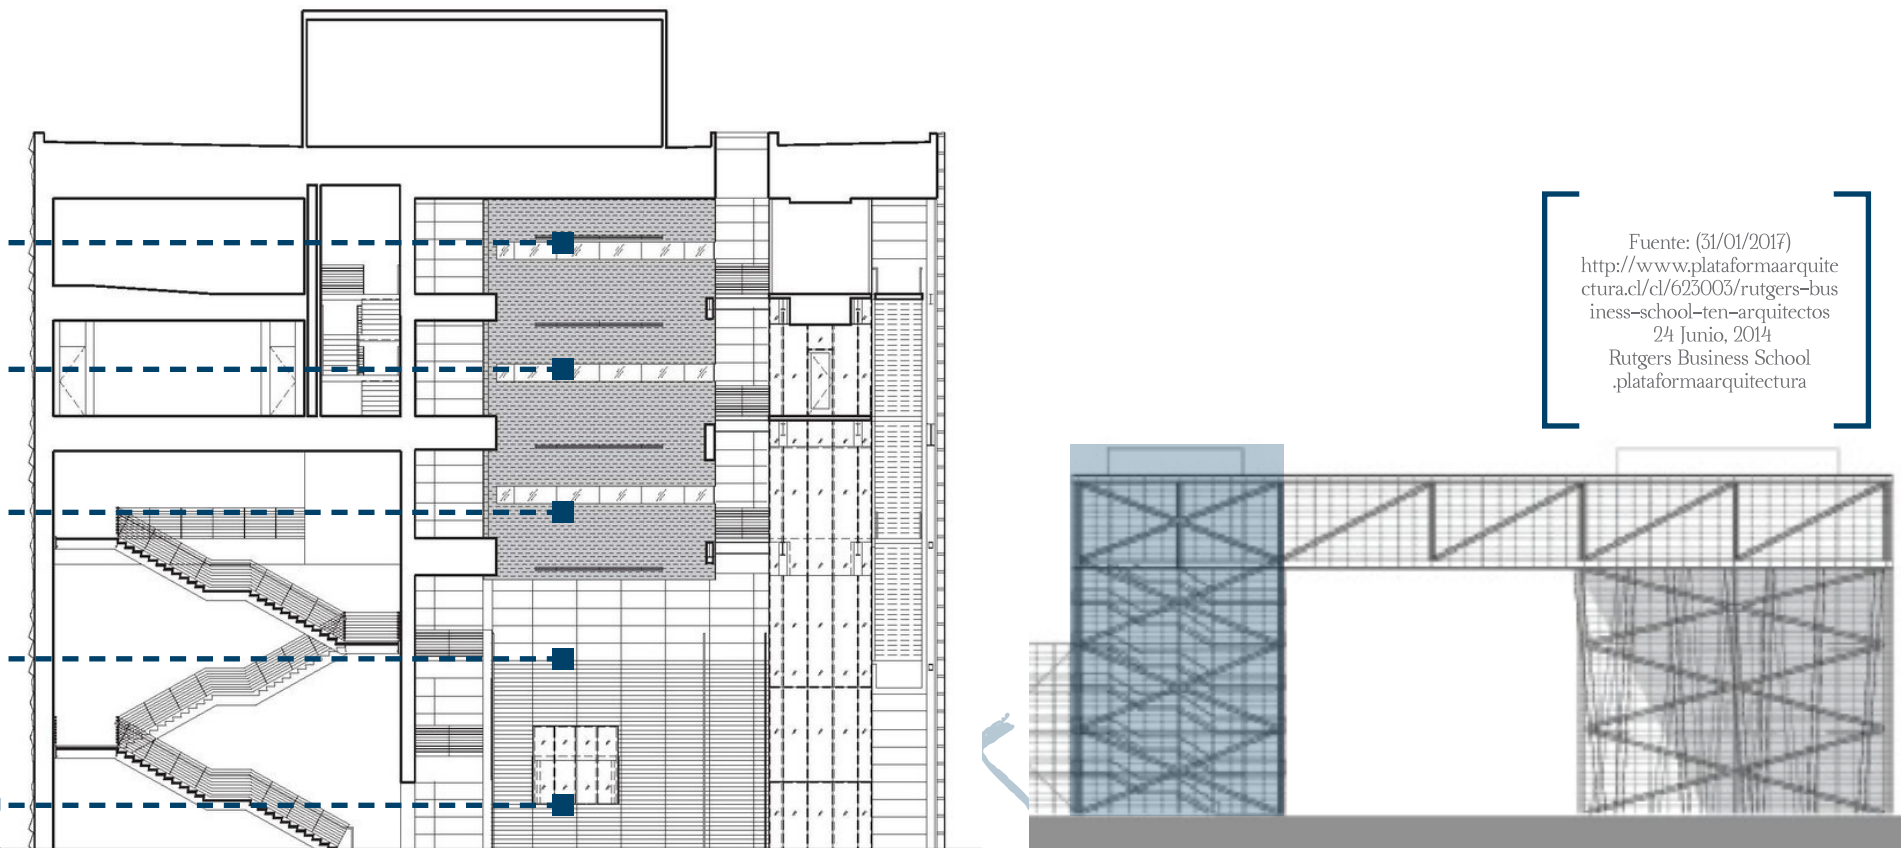 Fuente: (31/01/2017)
http://www.plataformaarquite
ctura.cl/cl/623003/rutgers-bus
iness-school-ten-arquitectos
24 Junio, 2014
Rutgers Business School
.plataformaarquitectura